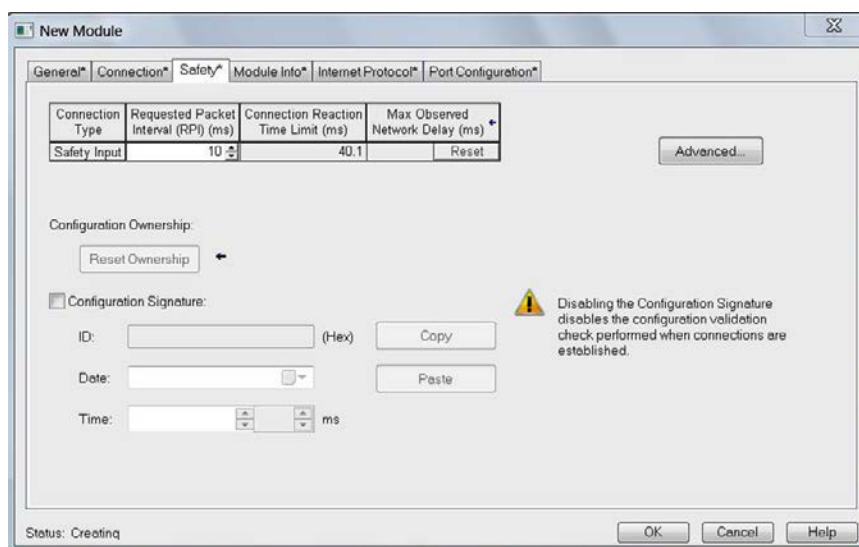 New Module
General* Connection* Safety* Module Info* Internet Protocol* Port Configuration*
Connection Type Requested Packet Interval (RPI) (ms) Connection Reaction Time Limit (ms) Max Observed Network Delay (ms)
Safety Input 10 40.1 Reset
Advanced...
Configuration Ownership:
Reset Ownership
Configuration Signature:
ID: (Hex) Copy
Date: Paste
Time: ms
Disabling the Configuration Signature
disables the configuration validation
check performed when connections are
established.
Status: Creating OK Cancel Help